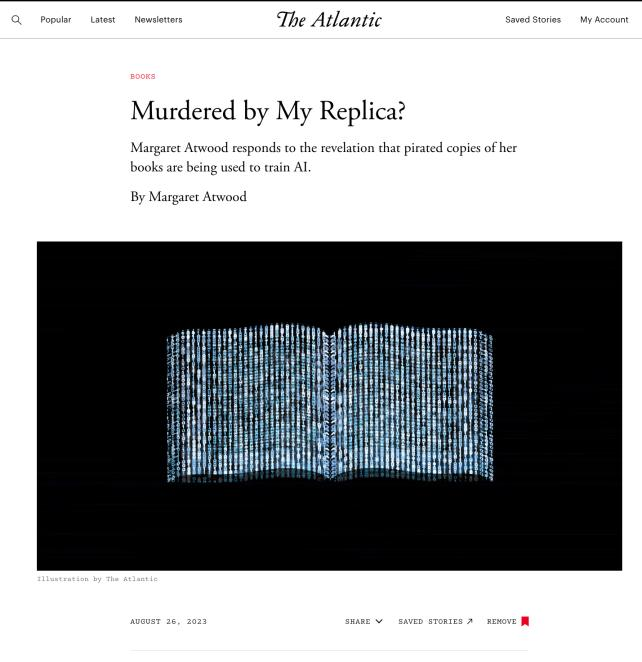 Popular Latest Newsletters The Atlantic Saved Stories My Account
BOOKS
Murdered by My Replica?
Margaret Atwood responds to the revelation that pirated copies of her
books are being used to train AI.
By Margaret Atwood
Illustration by The Atlantic
AUGUST 26, 2023 SHARE SAVED STORIES REMOVE